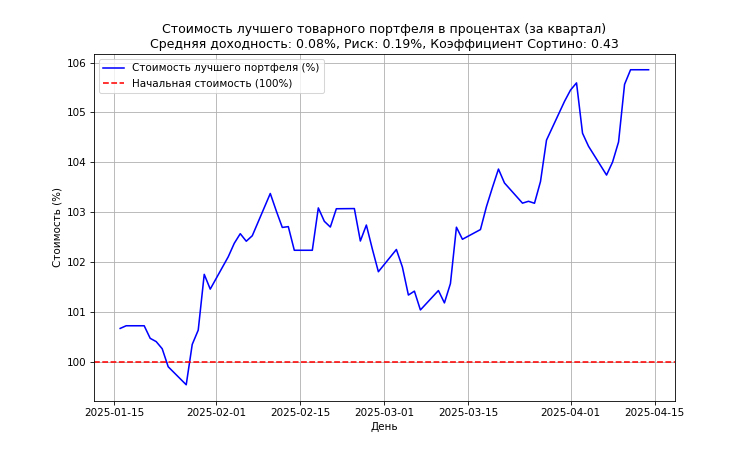 Стоимость лучшего товарного портфеля в процентах (за квартал)
Средняя доходность: 0.08%, Риск: 0.19%, Коэффициент Сортино: 0.43
Стоимость лучшего портфеля (%)
Начальная стоимость (100%)
Стоимость (%)
106
105
104
103
102
101
100
2025-01-15
2025-02-01
2025-02-15
2025-03-01
2025-03-15
2025-04-01
2025-04-15
День